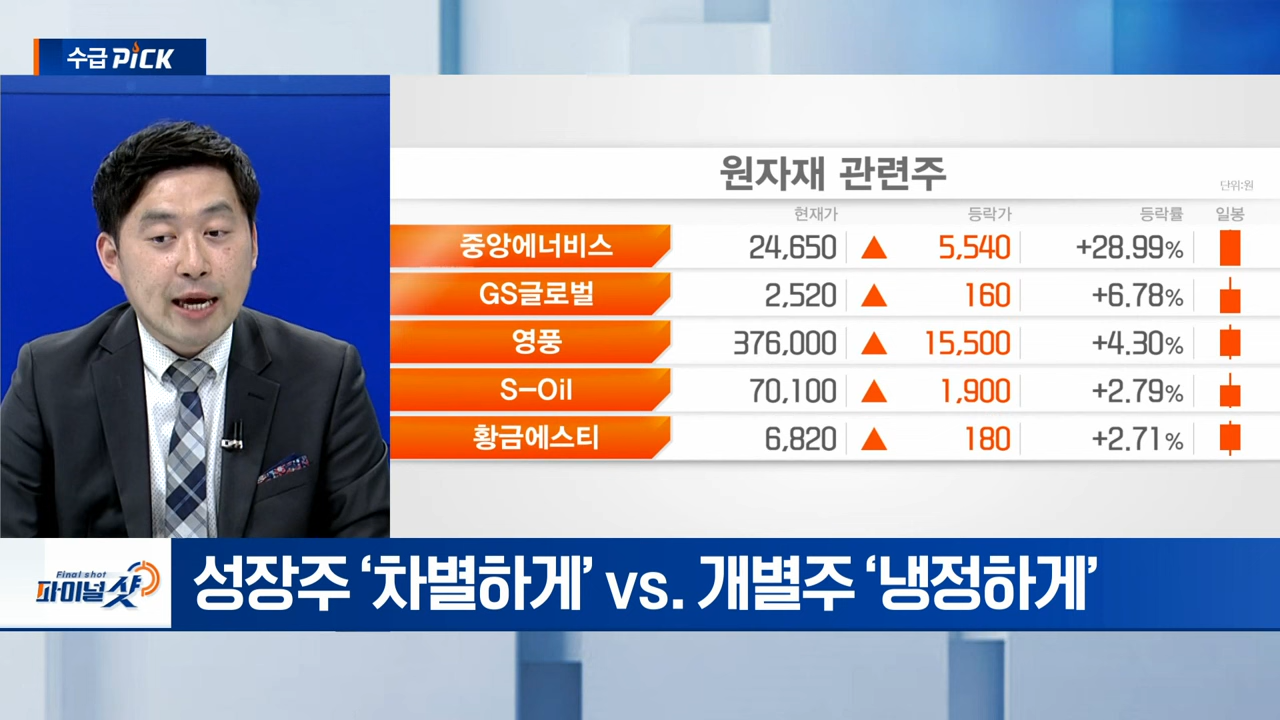 수급 PiCK
원자재 관련주
단위:원
현재가 등락가 등락률 일봉
중앙에너비스 24,650 ▲ 5,540 +28.99%
GS글로벌 2,520 ▲ 160 +6.78%
영풍 376,000 ▲ 15,500 +4.30%
S-Oil 70,100 ▲ 1,900 +2.79%
황금에스티 6,820 ▲ 180 +2.71%
Final shot
파이널샷
성장주 ‘차별하게’ vs. 개별주 ‘냉정하게’